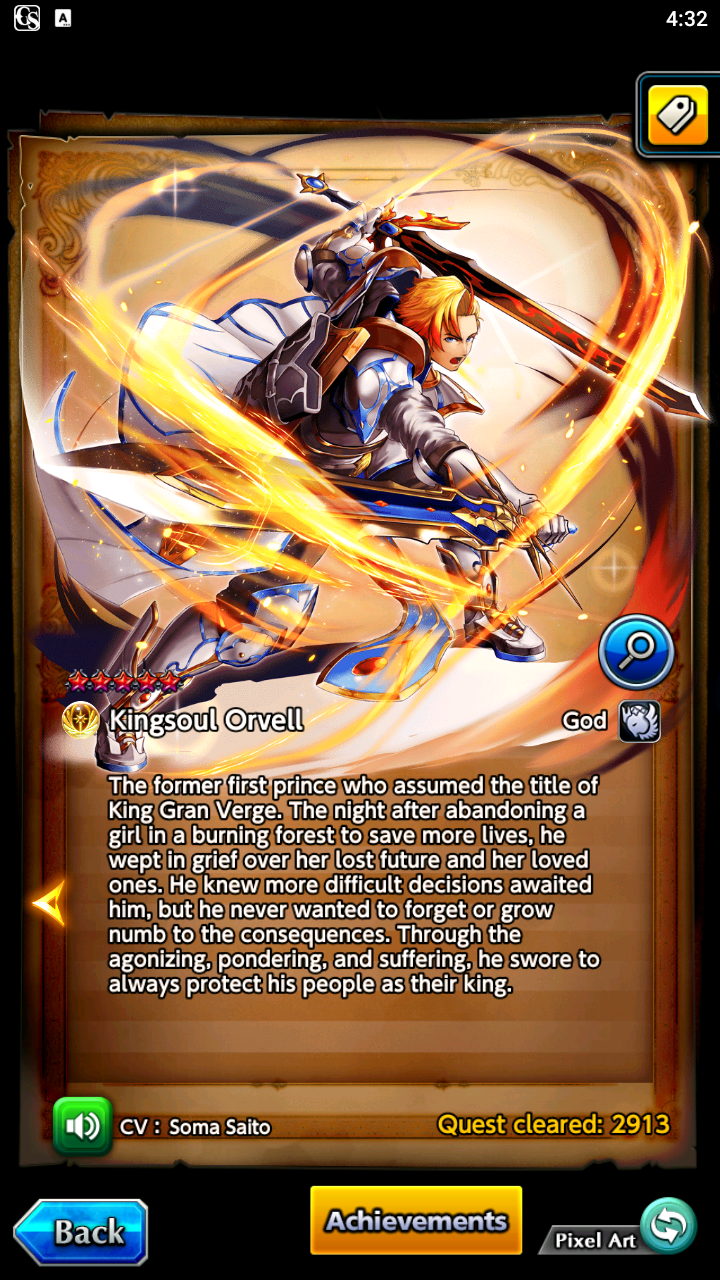 GS
A
4:32
Kingsoul Orvell
God
The former first prince who assumed the title of
King Gran Verge. The night after abandoning a
girl in a burning forest to save more lives, he
wept in grief over her lost future and her loved
ones. He knew more difficult decisions awaited
him, but he never wanted to forget or grow
numb to the consequences. Through the
agonizing, pondering, and suffering, he swore to
always protect his people as their king.
CV : Soma Saito
Quest cleared: 2913
Back
Achievements
Pixel Art